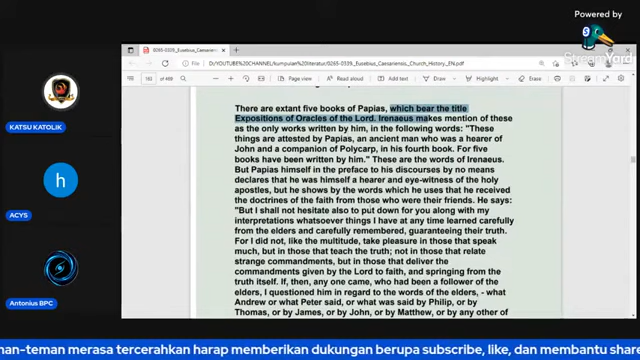 Powered by
StreamYard
0265-0339_Eusebius_Caesariensis
D:/YOUTUBE CHANNEL/kumpulan literatur/0265-0339_Eusebius_Caesariensis_Church_History_EN.pdf
of 489
Page view
Read aloud
Add text
Draw
Highlight
Erase
There are extant five books of Papias, which bear the title
Expositions of Oracles of the Lord. Irenaeus makes mention of these
as the only works written by him, in the following words: "These
things are attested by Papias, an ancient man who was a hearer of
John and a companion of Polycarp, in his fourth book. For five
books have been written by him." These are the words of Irenaeus.
But Papias himself in the preface to his discourses by no means
declares that he was himself a hearer and eye-witness of the holy
apostles, but he shows by the words which he uses that he received
the doctrines of the faith from those who were their friends. He says:
"But I shall not hesitate also to put down for you along with my
interpretations whatsoever things I have at any time learned carefully
from the elders and carefully remembered, guaranteeing their truth.
For I did not, like the multitude, take pleasure in those that speak
much, but in those that teach the truth; not in those that relate
strange commandments, but in those that deliver the
commandments given by the Lord to faith, and springing from the
truth itself. If, then, any one came, who had been a follower of the
elders, I questioned him in regard to the words of the elders, - what
Andrew or what Peter said, or what was said by Philip, or by
Thomas, or by James, or by John, or by Matthew, or by any other of
KATSU KATOLIK
h
ACYS
Antonius BPC
man-teman merasa tercerahkan harap memberikan dukungan berupa subscribe, like, dan membantu share